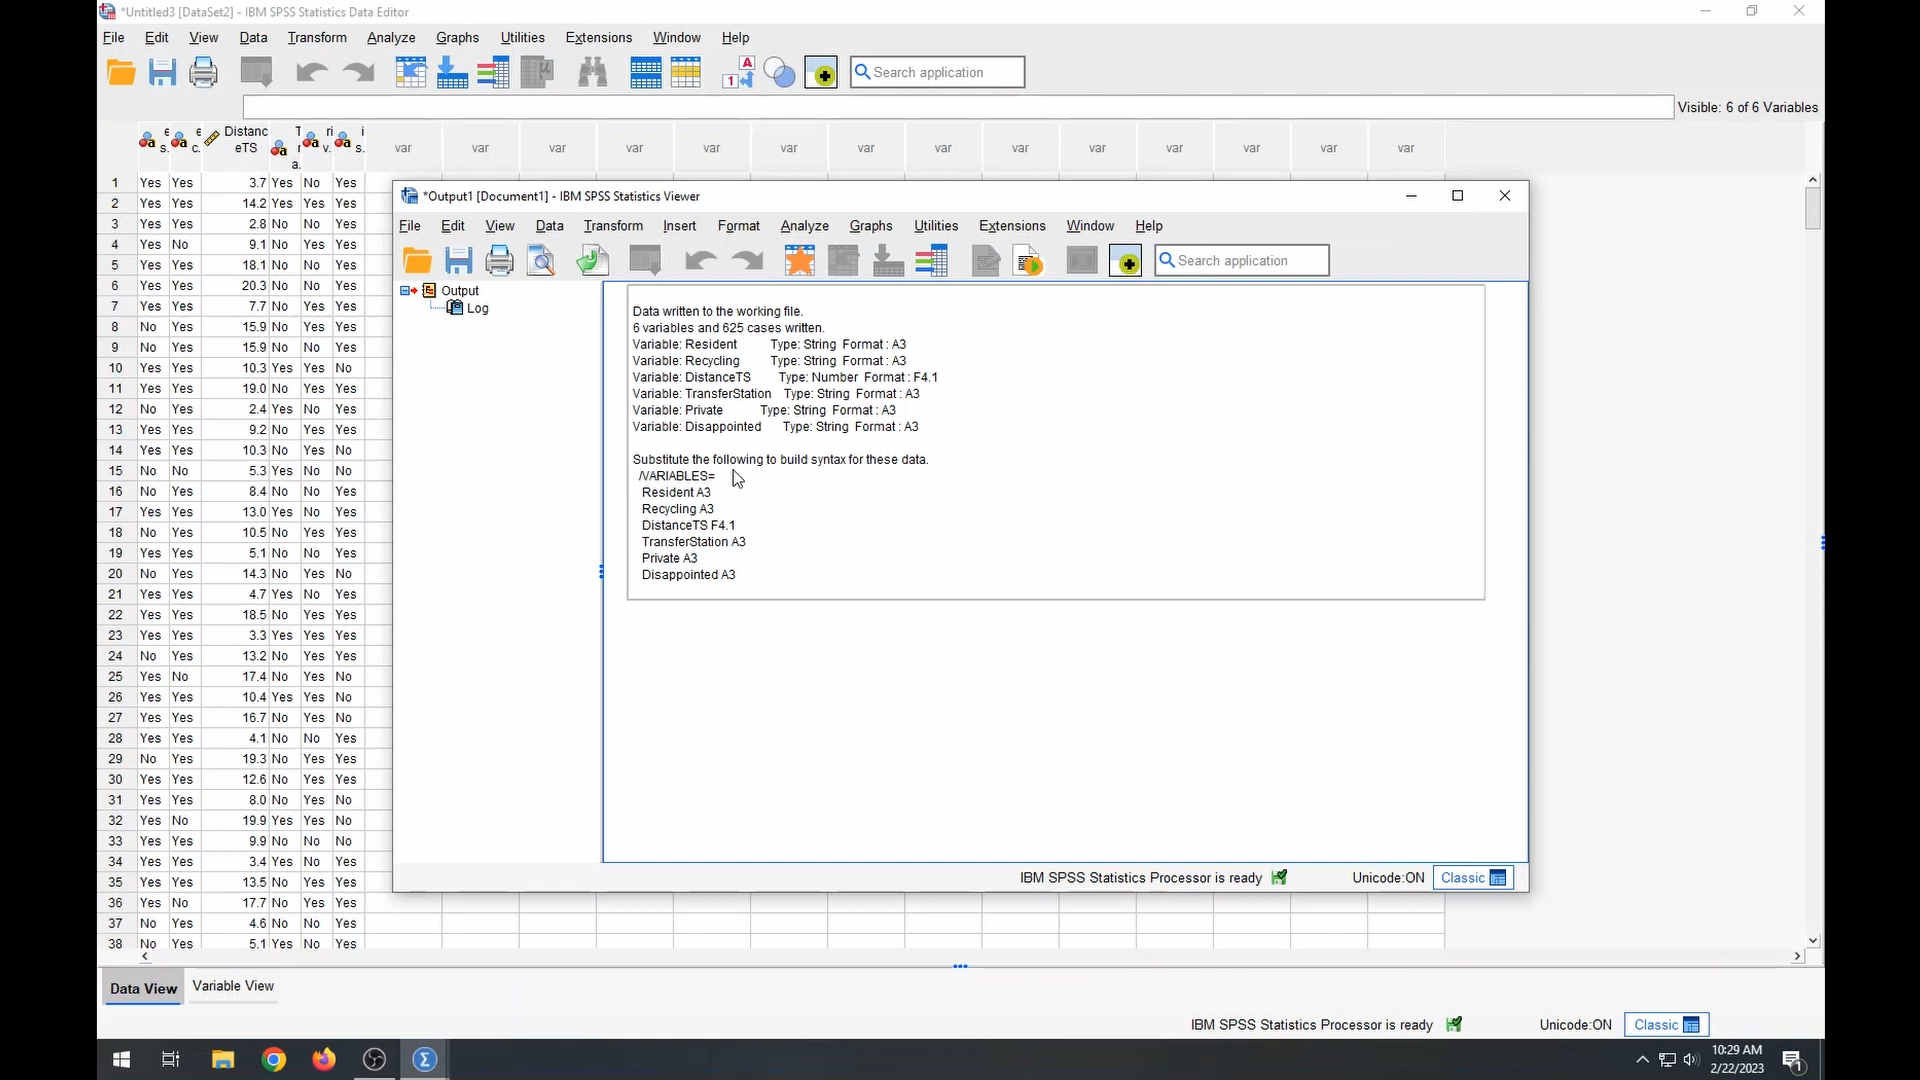 *Untitled3 [DataSet2] - IBM SPSS Statistics Data Editor
File Edit View Data Transform Analyze Graphs Utilities Extensions Window Help
Search application
Visible: 6 of 6 Variables
Distanc
eTS
var var var var var var var var var var var var var var
1 Yes Yes 3.7 Yes No Yes
2 Yes Yes 14.2 Yes Yes Yes
3 Yes Yes 2.8 No No Yes
4 Yes No 9.1 No Yes Yes
5 Yes Yes 18.1 No No Yes
6 Yes Yes 20.3 No No Yes
7 Yes Yes 7.7 No Yes Yes
8 No Yes 15.9 No Yes Yes
9 No Yes 15.9 No No Yes
10 Yes Yes 10.3 Yes Yes No
11 Yes Yes 19.0 No Yes Yes
12 No Yes 2.4 Yes No Yes
13 Yes Yes 9.2 No Yes Yes
14 Yes Yes 10.3 No Yes No
15 No No 5.3 Yes No No
16 No Yes 8.4 No No Yes
17 Yes Yes 13.0 Yes No Yes
18 No Yes 10.5 No Yes Yes
19 Yes Yes 5.1 No No Yes
20 No Yes 14.3 No Yes No
21 Yes Yes 4.7 Yes No Yes
22 Yes Yes 18.5 No Yes Yes
23 Yes Yes 3.3 Yes Yes Yes
24 No Yes 13.2 No Yes Yes
25 Yes No 17.4 No Yes No
26 Yes Yes 10.4 Yes Yes No
27 Yes Yes 16.7 No Yes No
28 Yes Yes 4.1 No No Yes
29 No Yes 19.3 No Yes Yes
30 Yes Yes 12.6 No Yes Yes
31 Yes Yes 8.0 No Yes No
32 Yes No 19.9 Yes Yes No
33 Yes Yes 9.9 No No No
34 Yes Yes 3.4 Yes No Yes
35 Yes Yes 13.5 No Yes Yes
36 Yes No 17.7 No Yes Yes
37 No Yes 4.6 No No Yes
38 No Yes 5.1 Yes No Yes
*Output1 [Document1] - IBM SPSS Statistics Viewer
File Edit View Data Transform Insert Format Analyze Graphs Utilities Extensions Window Help
Search application
Output
Log
Data written to the working file.
6 variables and 625 cases written.
Variable: Resident Type: String Format : A3
Variable: Recycling Type: String Format : A3
Variable: DistanceTS Type: Number Format : F4.1
Variable: TransferStation Type: String Format : A3
Variable: Private Type: String Format : A3
Variable: Disappointed Type: String Format : A3
Substitute the following to build syntax for these data.
/VARIABLES=
Resident A3
Recycling A3
DistanceTS F4.1
TransferStation A3
Private A3
Disappointed A3
IBM SPSS Statistics Processor is ready Unicode:ON Classic
Data View Variable View
IBM SPSS Statistics Processor is ready Unicode:ON Classic
10:29 AM
2/22/2023
1